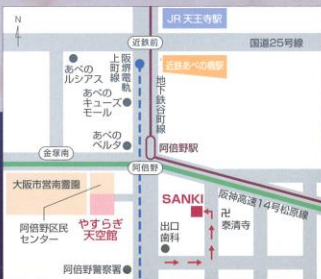 N
JR 天王寺駅
近鉄前
国道25号線
あべの
ルシアス
阪堺電軌
上町線
近鉄あべの橋駅
あべの
キューズ
モール
地下鉄谷町線
あべの
ベルタ
阿倍野駅
金塚南
阿倍野
大阪市営南霊園
SANKI
阪神高速14号松原線
卍
泰清寺
阿倍野区民
センター
やすらぎ
天空館
出口
歯科
阿倍野警察署